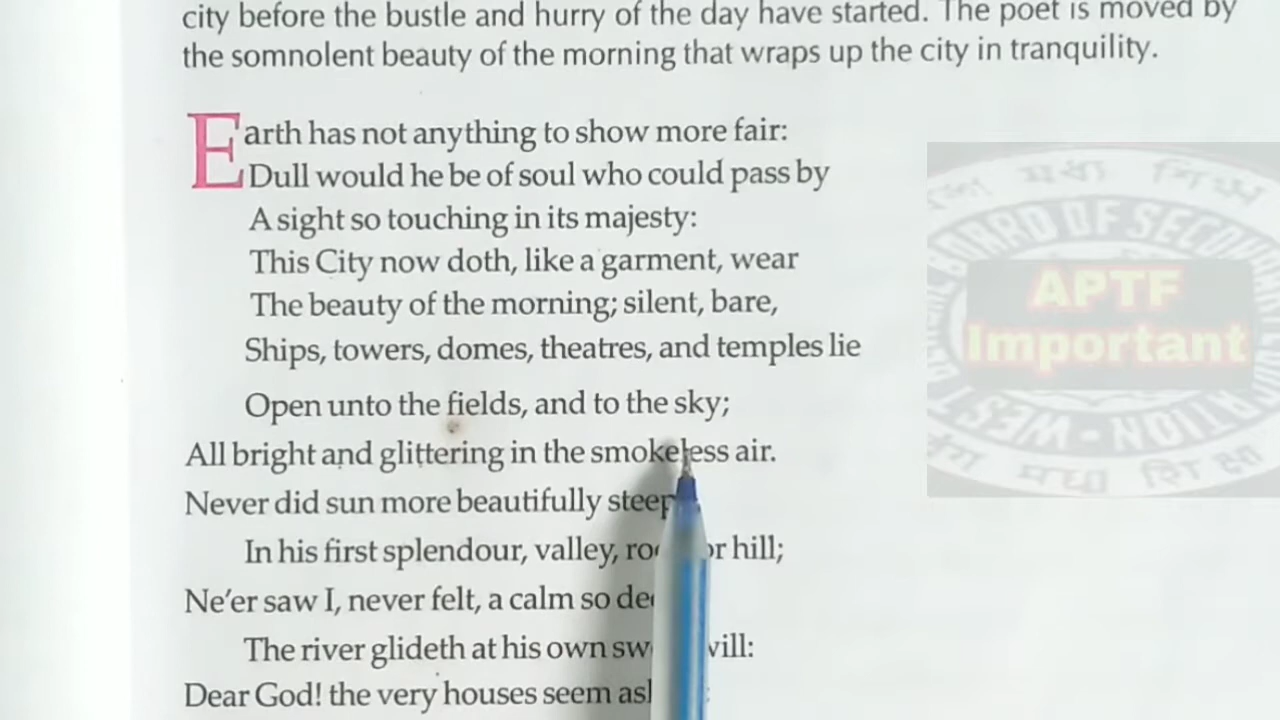 city before the bustle and hurry of the day have started. The poet is moved by
the somnolent beauty of the morning that wraps up the city in tranquility.
Earth has not anything to show more fair:
Dull would he be of soul who could pass by
A sight so touching in its majesty:
This City now doth, like a garment, wear
The beauty of the morning; silent, bare,
Ships, towers, domes, theatres, and temples lie
Open unto the fields, and to the sky;
All bright and glittering in the smokeless air.
Never did sun more beautifully steep
In his first splendour, valley, or hill;
Ne'er saw I, never felt, a calm so
The river glideth at his own will:
Dear God! the very houses seem
APTF
Important
BOARD OF
WEST